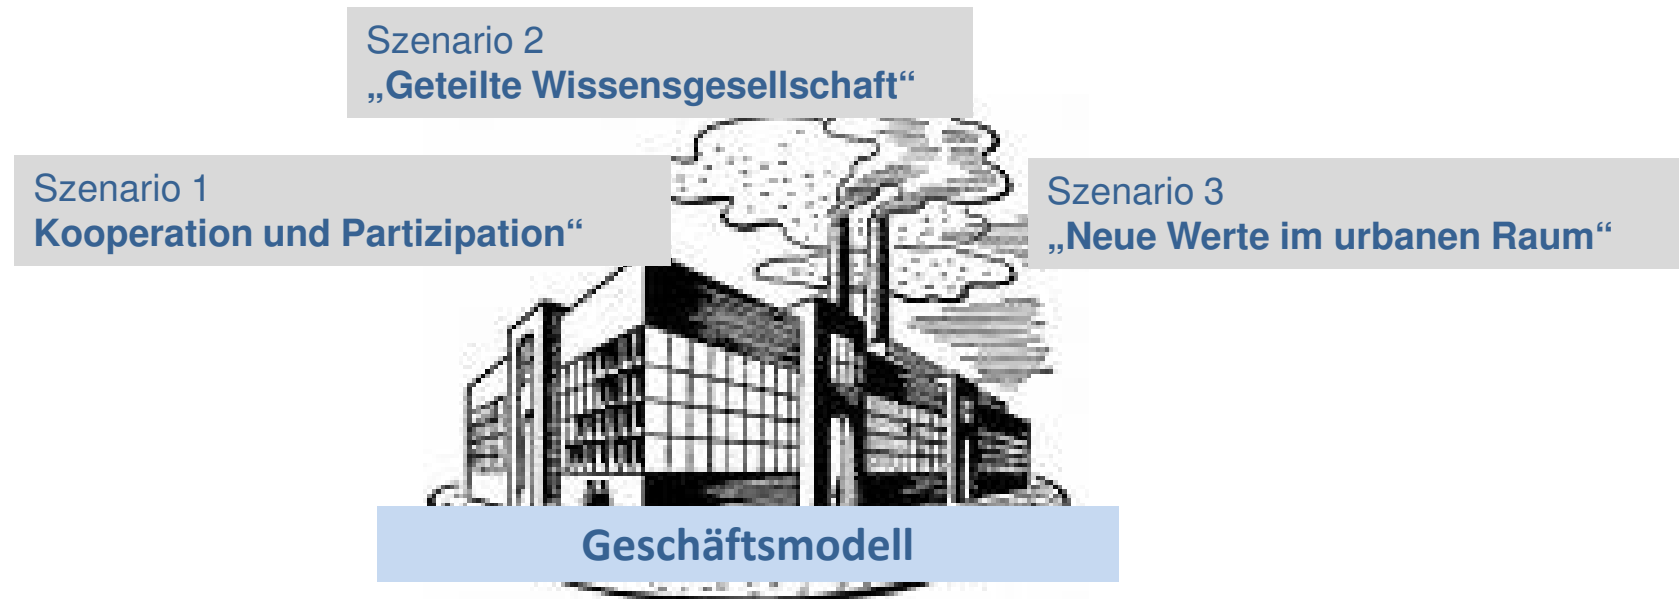 Szenario 2
„Geteilte Wissensgesellschaft“
Szenario 1
Kooperation und Partizipation“
Szenario 3
„Neue Werte im urbanen Raum“
Geschäftsmodell